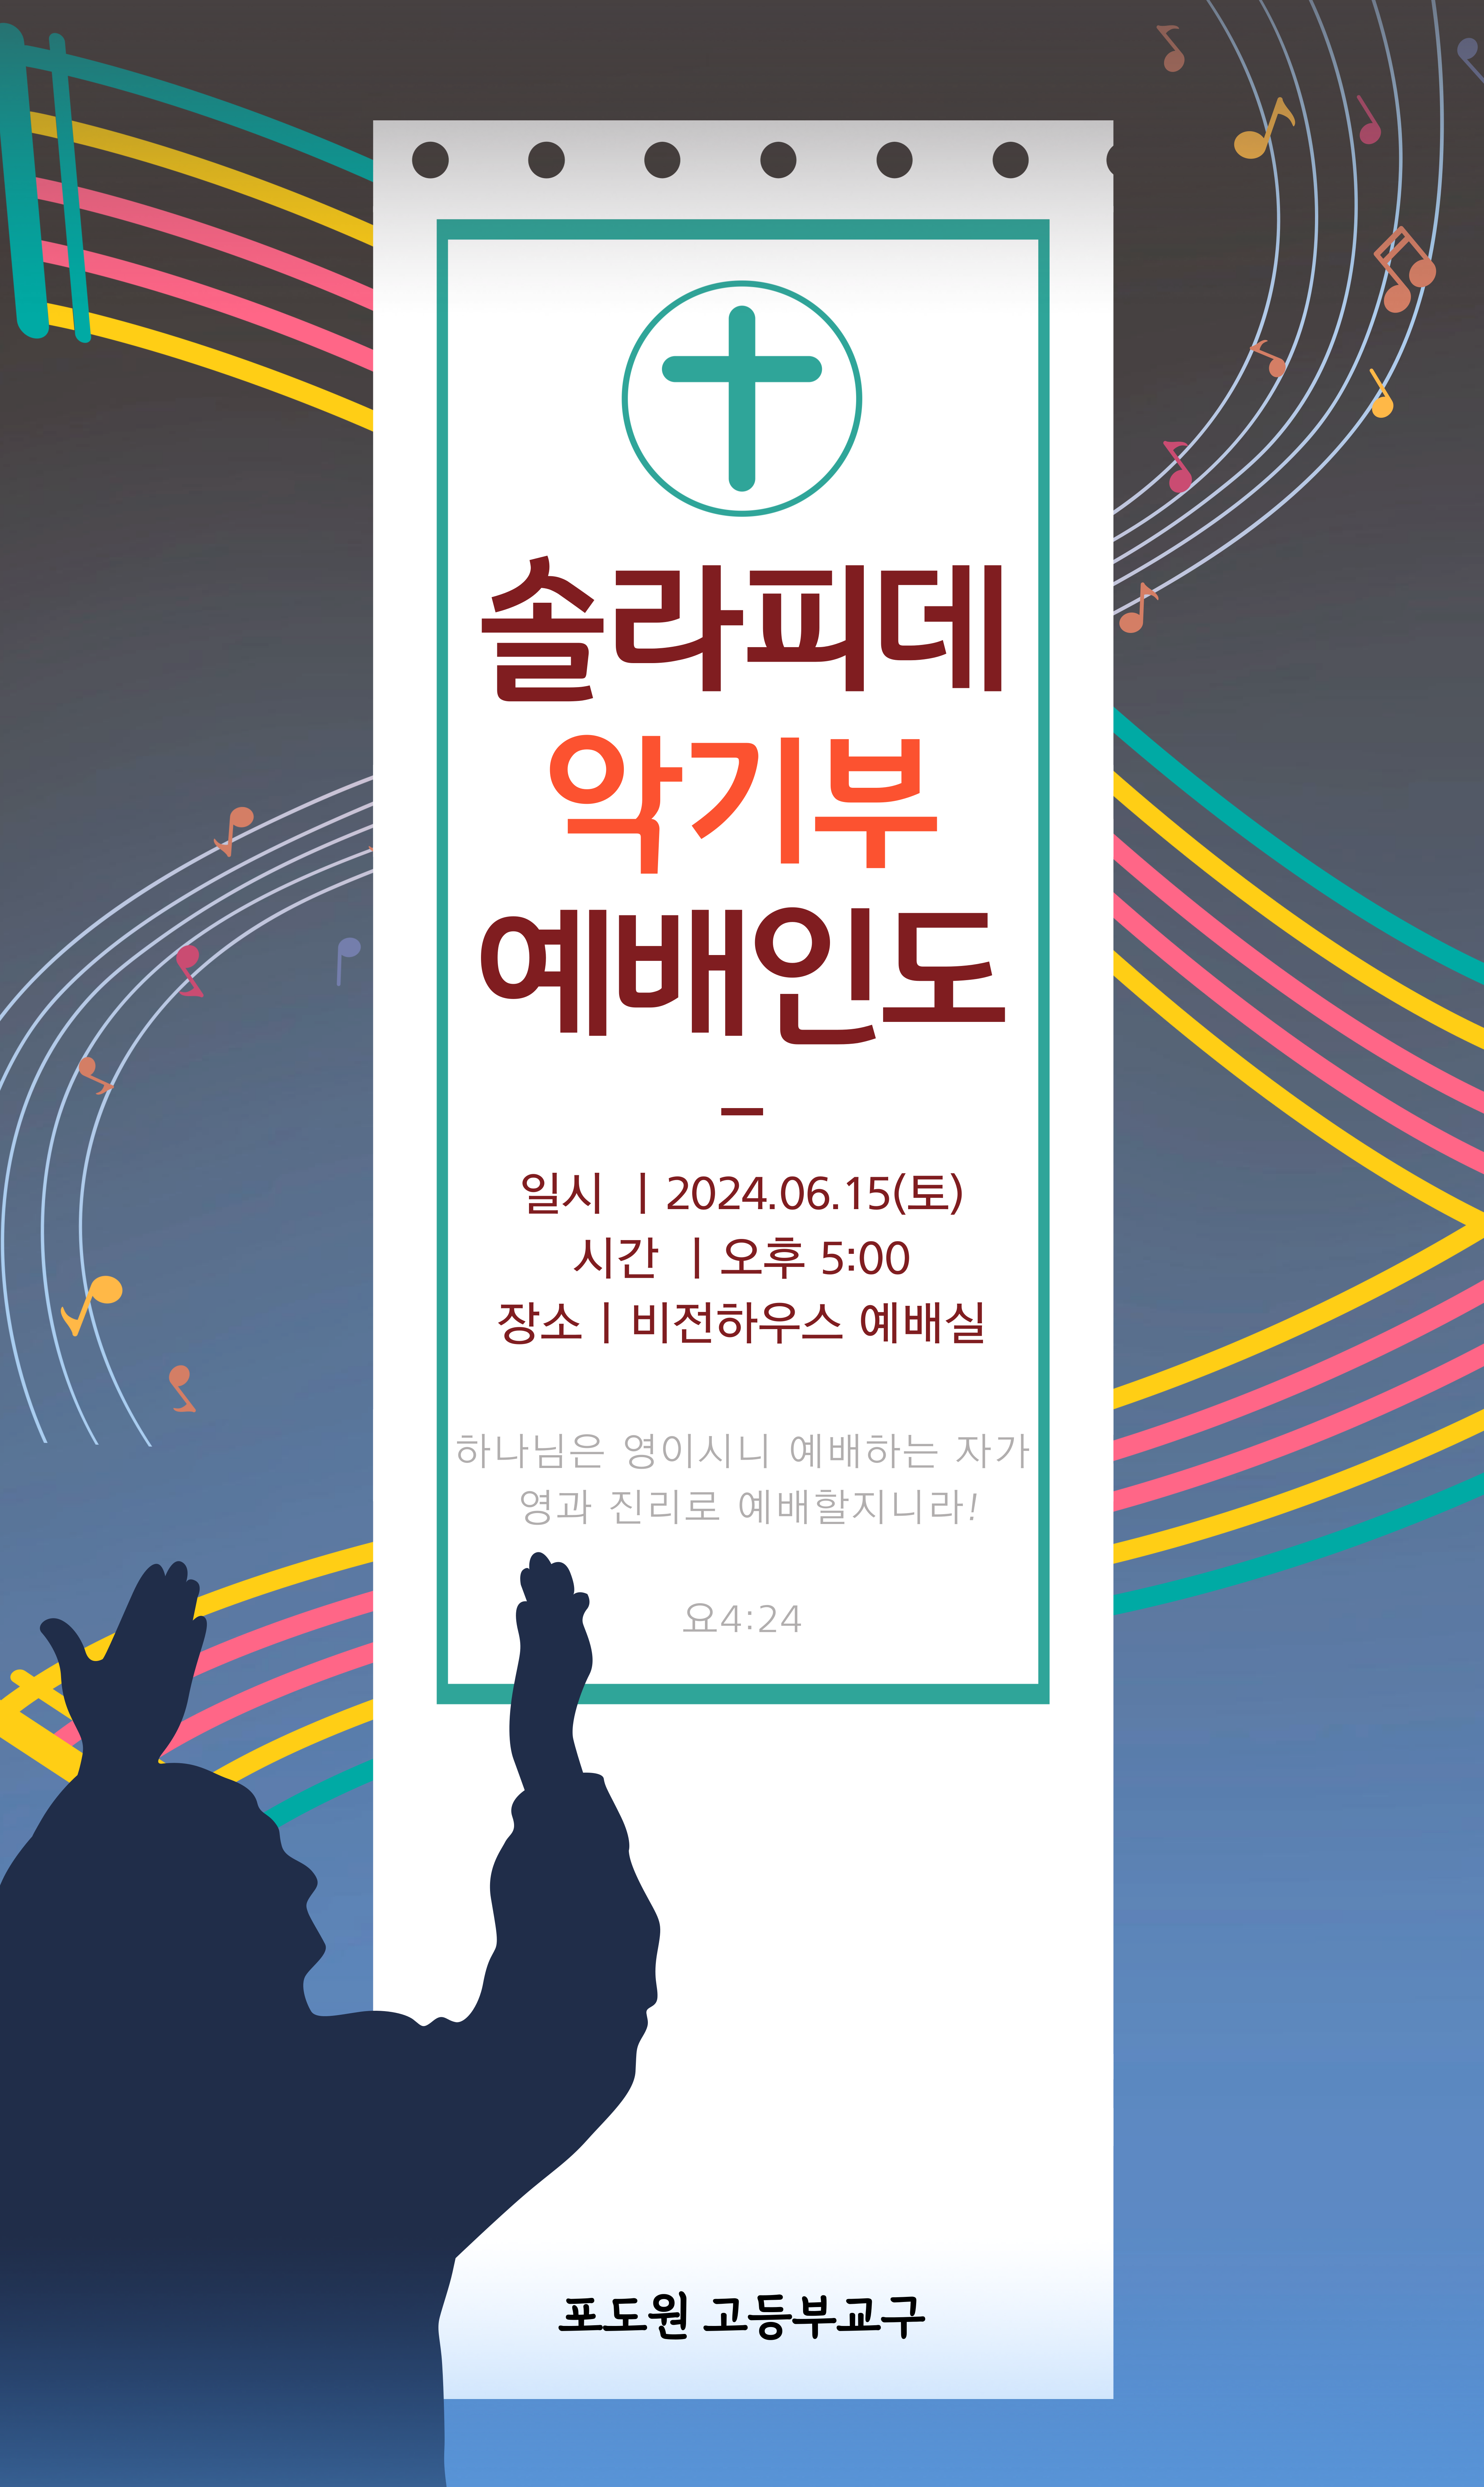 솔라피데
악기부
예배인도
–
일시 ㅣ2024.06.15(토)
시간 ㅣ오후 5:00
장소ㅣ비전하우스 예배실
하나님은 영이시니 예배하는 자가
영과 진리로 예배할지니라!
요4:24
포도원 고등부교구